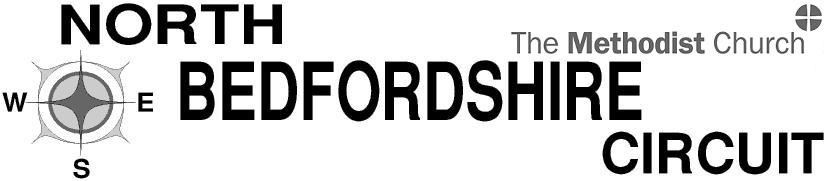 NORTH
The Methodist Church
W E BEDFORDSHIRE
S
CIRCUIT